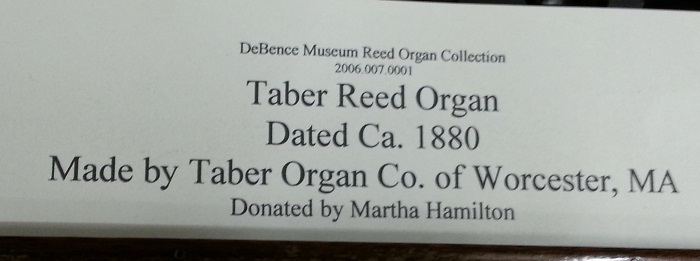 DeBence Museum Reed Organ Collection
2006.007.0001
Taber Reed Organ
Dated Ca. 1880
Made by Taber Organ Co. of Worcester, MA
Donated by Martha Hamilton